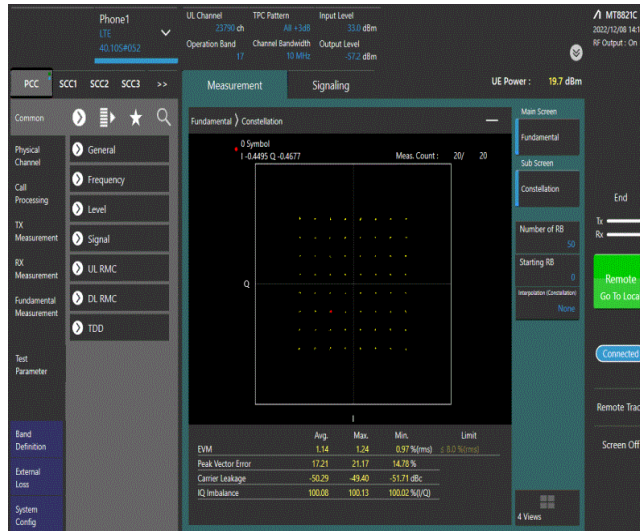 Phone1
LTE
40.10S#052
UL Channel
23790 ch
TPC Pattern
All +3dB
Input Level
33.0 dBm
Operation Band
17
Channel Bandwidth
10 MHz
Output Level
-57.2 dBm
MT8821C
2022/12/08 14:1
RF Output : On
PCC
SCC1
SCC2
SCC3
>>
Measurement
Signaling
UE Power : 19.7 dBm
Common
Physical
Channel
Call
Processing
TX
Measurement
RX
Measurement
Fundamental
Measurement
Test
Parameter
Band
Definition
External
Loss
System
Config
General
Frequency
Level
Signal
UL RMC
DL RMC
TDD
Fundamental > Constellation
0 Symbol
I -0.4495 Q -0.4677
Meas. Count : 20/ 20
Q
I
Avg. Max. Min. Limit
EVM 1.14 1.24 0.97 %(rms) ≤ 8.0 %(rms)
Peak Vector Error 17.21 21.17 14.78 %
Carrier Leakage -50.29 -49.40 -51.71 dBc
IQ Imbalance 100.08 100.13 100.02 %(I/Q)
Main Screen
Fundamental
Sub Screen
Constellation
Number of RB
50
Starting RB
0
Interpolation (Constellation)
None
4 Views
End
Tx
Rx
Remote
Go To Loca
Connected
Remote Trac
Screen Off